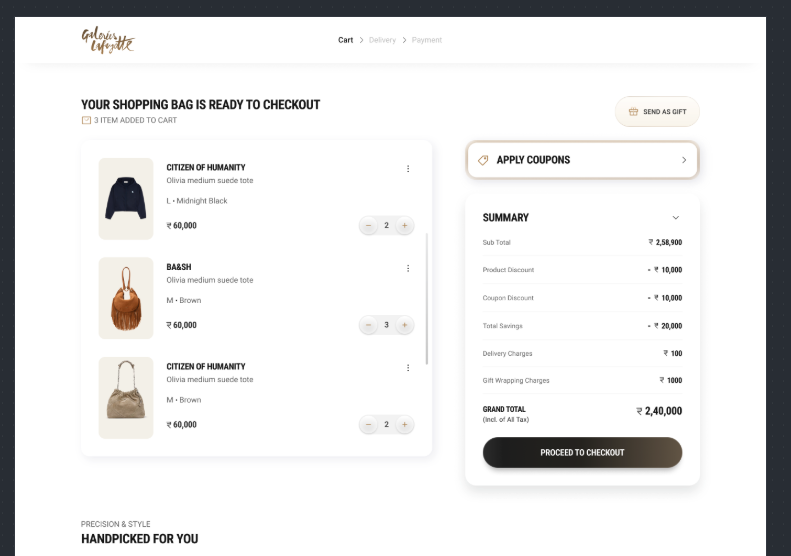 Galeries
Lafayette
Cart > Delivery > Payment
YOUR SHOPPING BAG IS READY TO CHECKOUT
3 ITEM ADDED TO CART
SEND AS GIFT
CITIZEN OF HUMANITY
Olivia medium suede tote
L • Midnight Black
₹ 60,000
− 2 +
BA&SH
Olivia medium suede tote
M • Brown
₹ 60,000
− 3 +
CITIZEN OF HUMANITY
Olivia medium suede tote
M • Brown
₹ 60,000
− 2 +
APPLY COUPONS
SUMMARY
Sub Total ₹ 2,58,900
Product Discount - ₹ 10,000
Coupon Discount - ₹ 10,000
Total Savings - ₹ 20,000
Delivery Charges ₹ 100
Gift Wrapping Charges ₹ 1000
GRAND TOTAL ₹ 2,40,000
(Incl. of All Tax)
PROCEED TO CHECKOUT
PRECISION & STYLE
HANDPICKED FOR YOU